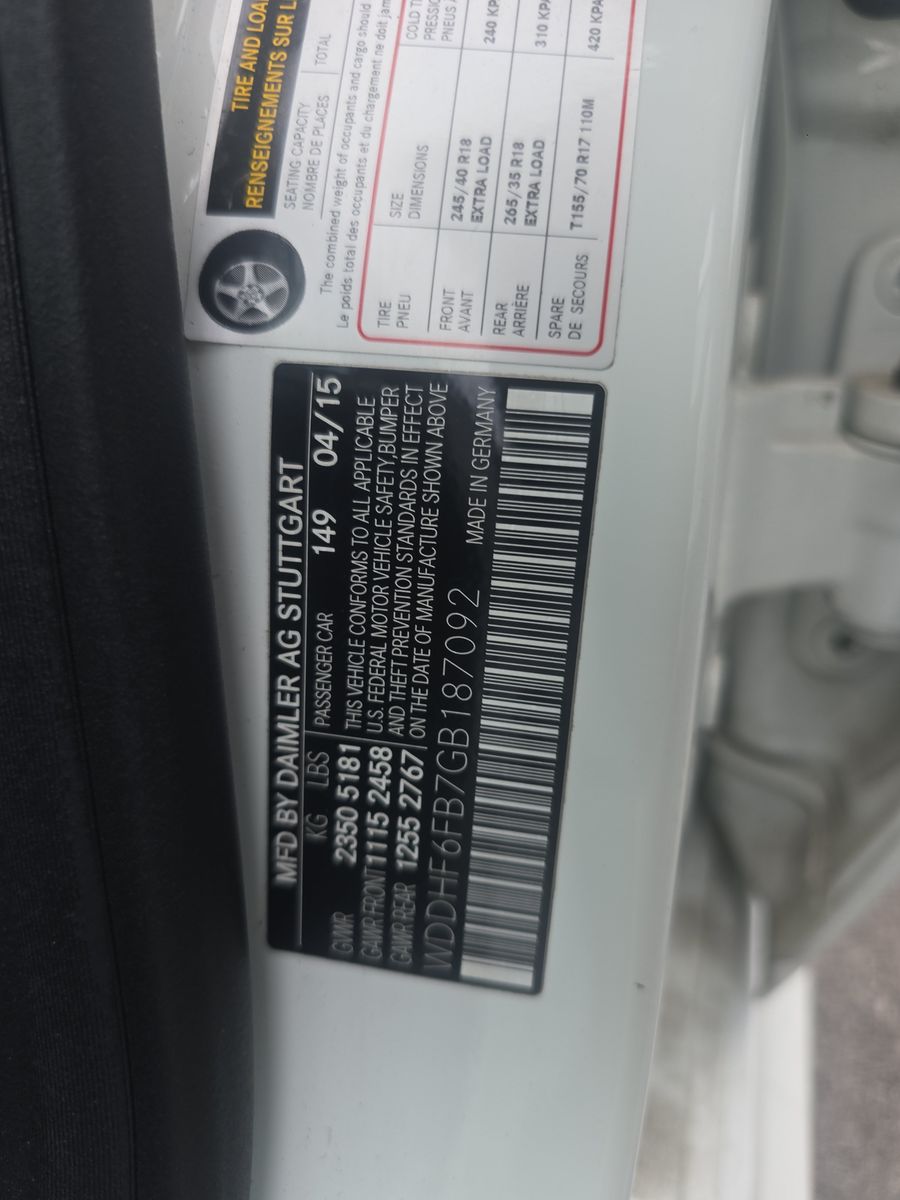 TIRE AND LOA
RENSEIGNEMENTS SUR L
SEATING CAPACITY
NOMBRE DE PLACES
TOTAL
The combined weight of occupants and cargo should
Le poids total des occupants et du chargement ne doit jam
TIRE
PNEU
SIZE
DIMENSIONS
COLD TI
PRESSIO
PNEUS À
FRONT
AVANT
245/40 R18
EXTRA LOAD
240 KP
REAR
ARRIÈRE
265/35 R18
EXTRA LOAD
310 KPA
SPARE
DE SECOURS
T155/70 R17 110M
420 KPA
MFD BY DAIMLER AG STUTTGART
KG LBS PASSENGER CAR 149 04/15
GVWR 2350 5181 THIS VEHICLE CONFORMS TO ALL APPLICABLE
GAWR FRONT 1115 2458 U.S. FEDERAL MOTOR VEHICLE SAFETY,BUMPER
GAWR REAR 1255 2767 AND THEFT PREVENTION STANDARDS IN EFFECT
ON THE DATE OF MANUFACTURE SHOWN ABOVE
WDDHF6FB7GB187092 MADE IN GERMANY